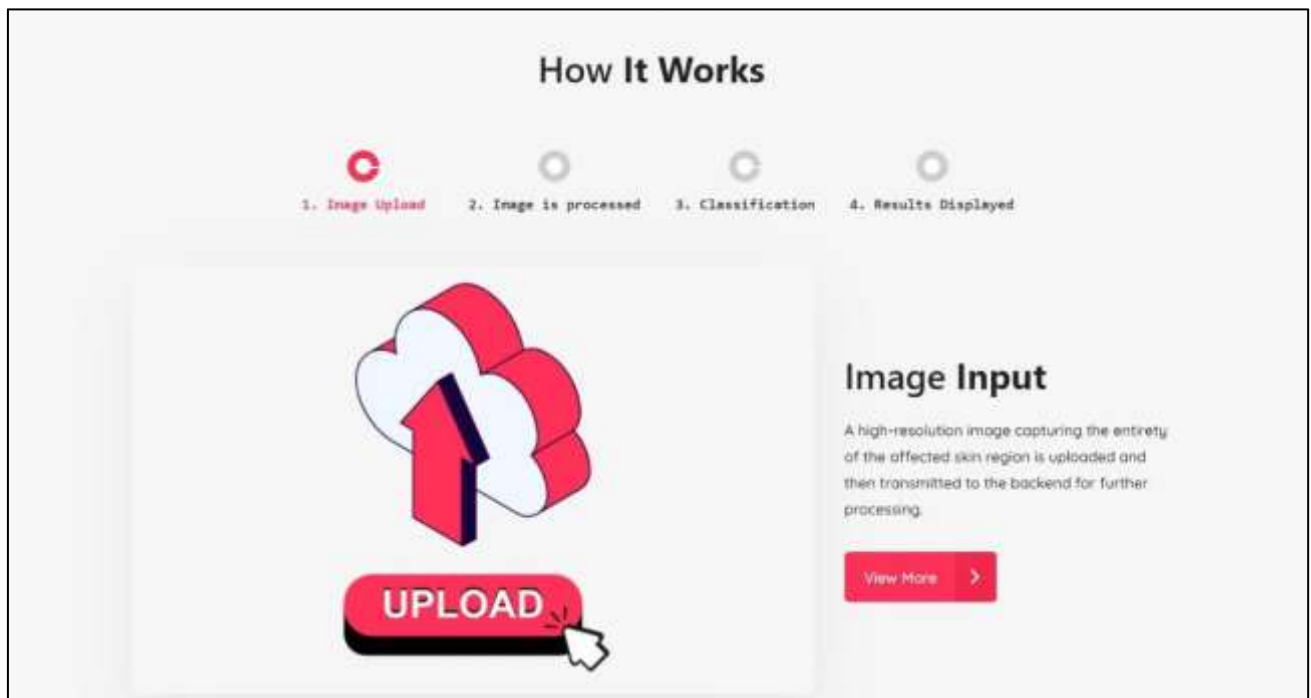 How It Works
1. Image Upload
2. Image is processed
3. Classification
4. Results Displayed
Image Input
A high-resolution image capturing the entirety
of the affected skin region is uploaded and
then transmitted to the backend for further
processing.
View More
UPLOAD